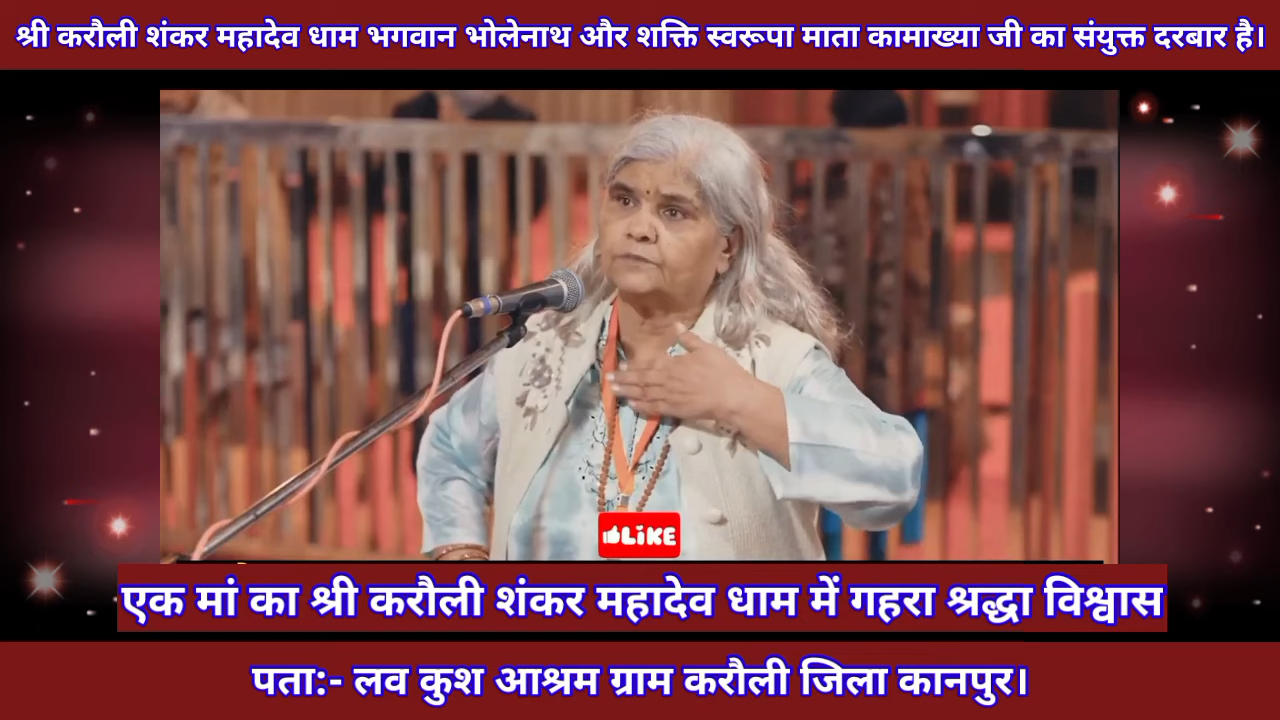 श्री करौली शंकर महादेव धाम भगवान भोलेनाथ और शक्ति स्वरूपा माता कामाख्या जी का संयुक्त दरबार है।
LIKE
एक मां का श्री करौली शंकर महादेव धाम में गहरा श्रद्धा विश्वास
पता:- लव कुश आश्रम ग्राम करौली जिला कानपुर।